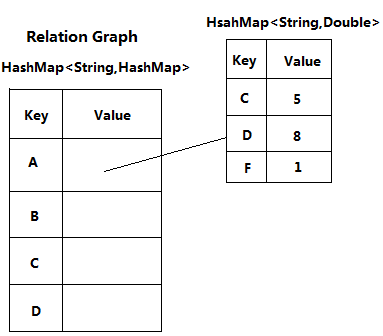 Relation Graph
HashMap<String,HashMap>
Key Value
A
B
C
D
HsahMap<String,Double>
Key Value
C 5
D 8
F 1